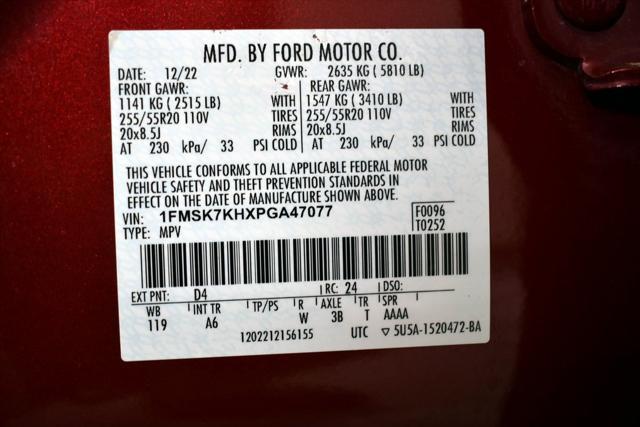 MFD. BY FORD MOTOR CO.
DATE: 12/22 GVWR: 2635 KG ( 5810 LB)
FRONT GAWR: REAR GAWR:
1141 KG ( 2515 LB) WITH 1547 KG ( 3410 LB) WITH
255/55R20 110V TIRES 255/55R20 110V TIRES
20x8.5J RIMS 20x8.5J RIMS
AT 230 kPa/ 33 PSI COLD AT 230 kPa/ 33 PSI COLD
THIS VEHICLE CONFORMS TO ALL APPLICABLE FEDERAL MOTOR
VEHICLE SAFETY AND THEFT PREVENTION STANDARDS IN
EFFECT ON THE DATE OF MANUFACTURE SHOWN ABOVE.
VIN: 1FMSK7KHXPGA47077 F0096
TYPE: MPV T0252
EXT PNT: D4 RC: 24 DSO:
WB INT TR TP/PS R AXLE TR SPR
119 A6 W 3B T AAAA
1202212156155 UTC ▽ 5U5A-1520472-BA